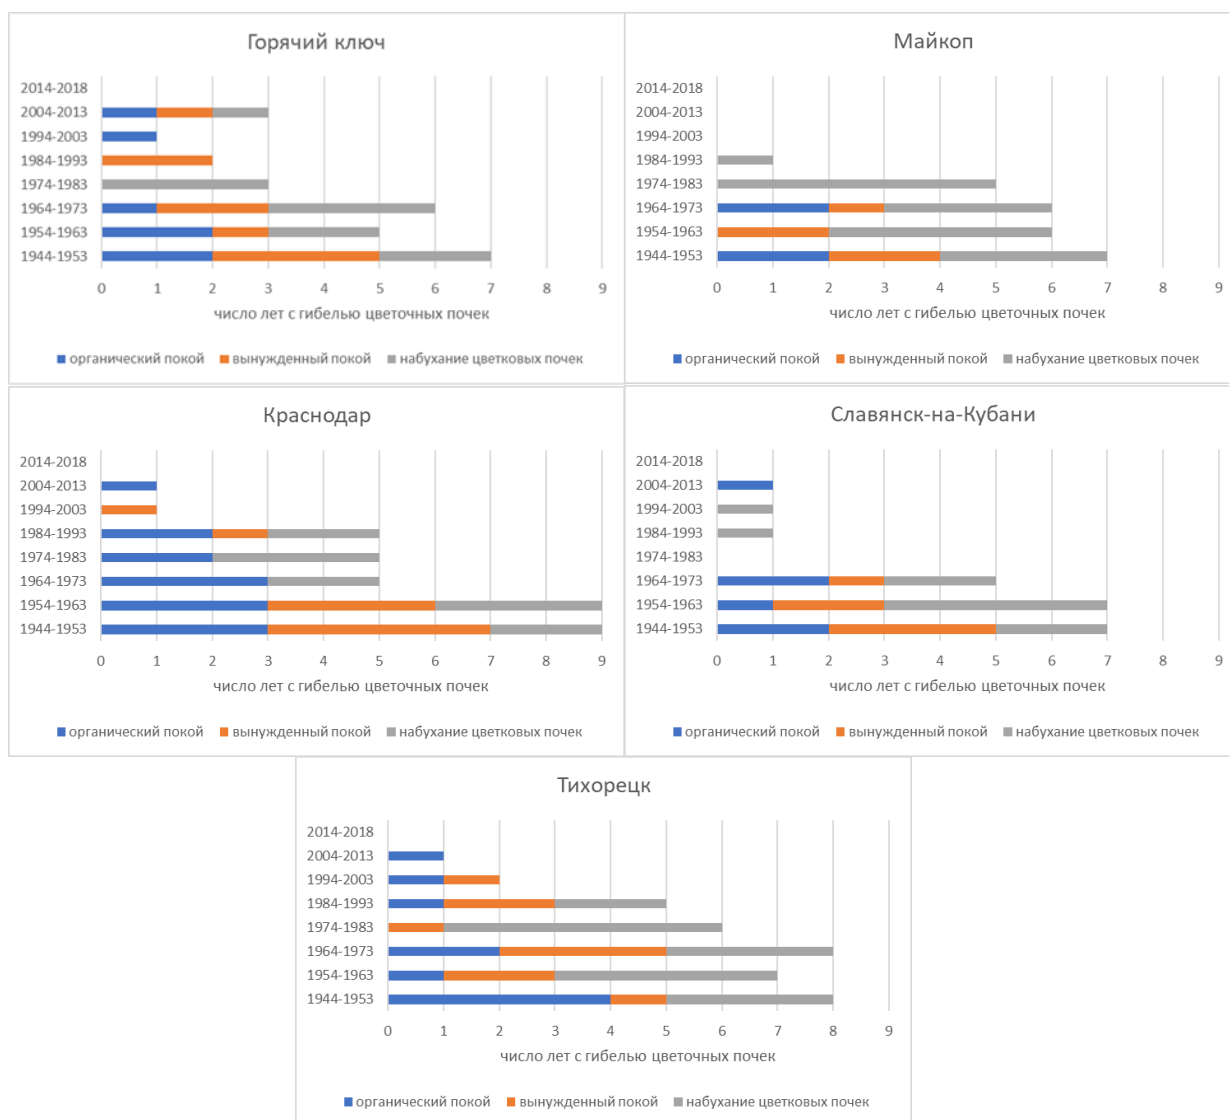 Горячий ключ
2014-2018
2004-2013
1994-2003
1984-1993
1974-1983
1964-1973
1954-1963
1944-1953
0 1 2 3 4 5 6 7 8 9
число лет с гибелью цветочных почек
органический покой вынужденный покой набухание цветковых почек
Майкоп
2014-2018
2004-2013
1994-2003
1984-1993
1974-1983
1964-1973
1954-1963
1944-1953
0 1 2 3 4 5 6 7 8 9
число лет с гибелью цветочных почек
органический покой вынужденный покой набухание цветковых почек
Краснодар
2014-2018
2004-2013
1994-2003
1984-1993
1974-1983
1964-1973
1954-1963
1944-1953
0 1 2 3 4 5 6 7 8 9
число лет с гибелью цветочных почек
органический покой вынужденный покой набухание цветковых почек
Славянск-на-Кубани
2014-2018
2004-2013
1994-2003
1984-1993
1974-1983
1964-1973
1954-1963
1944-1953
0 1 2 3 4 5 6 7 8 9
число лет с гибелью цветочных почек
органический покой вынужденный покой набухание цветковых почек
Тихорецк
2014-2018
2004-2013
1994-2003
1984-1993
1974-1983
1964-1973
1954-1963
1944-1953
0 1 2 3 4 5 6 7 8 9
число лет с гибелью цветочных почек
органический покой вынужденный покой набухание цветковых почек